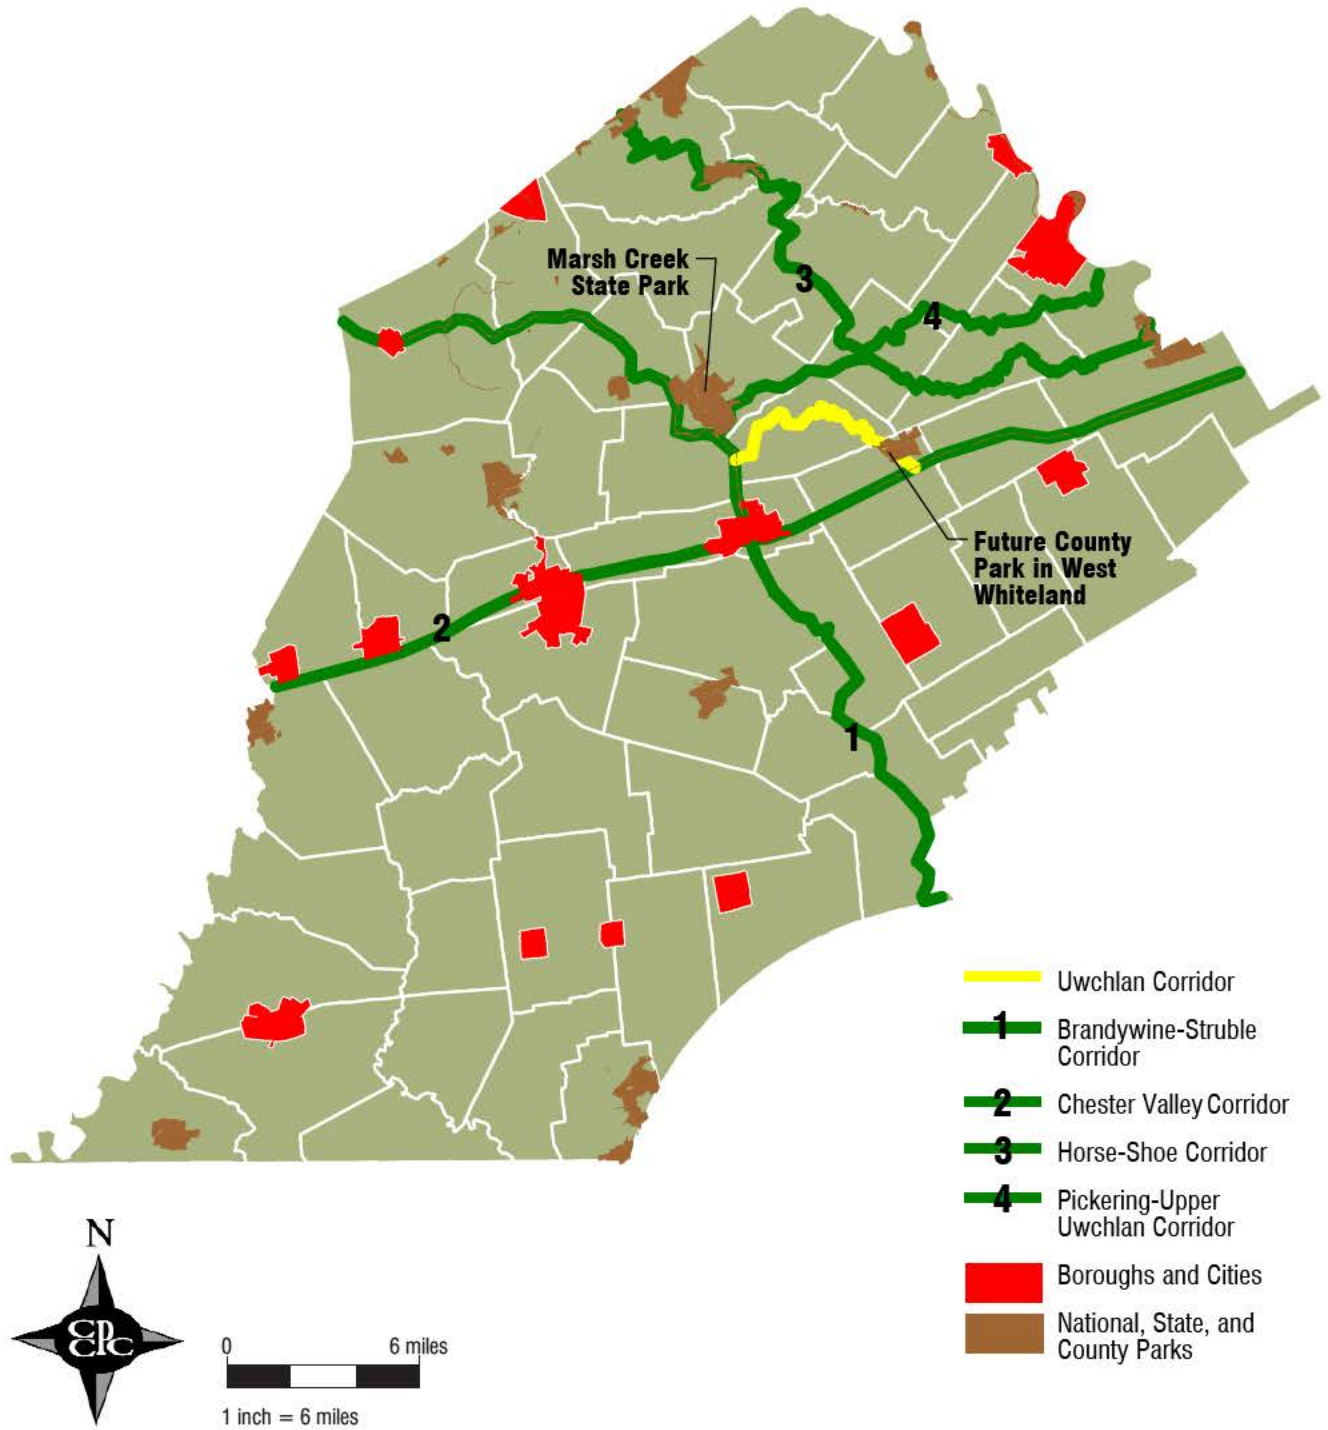 Marsh Creek
State Park
3
4
Future County
Park in West
Whiteland
2
1
Uwchlan Corridor
1
Brandywine-Struble
Corridor
2
Chester Valley Corridor
3
Horse-Shoe Corridor
4
Pickering-Upper
Uwchlan Corridor
Boroughs and Cities
National, State, and
County Parks
N
CPC
0
6 miles
1 inch = 6 miles